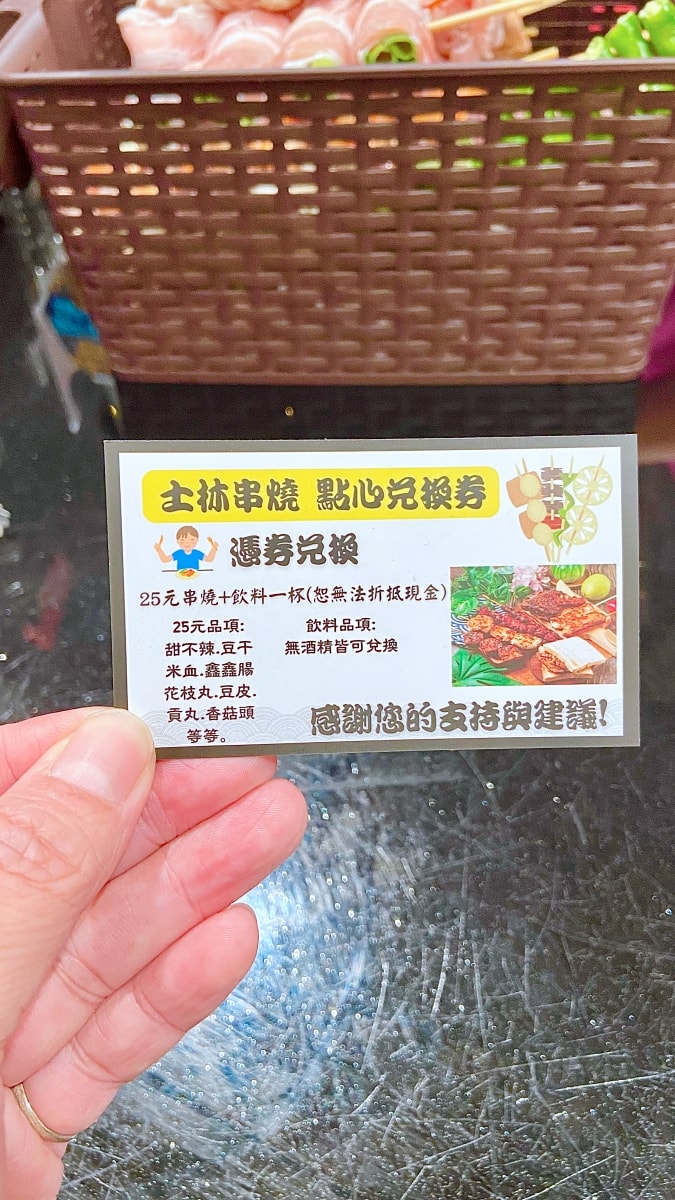 士林串燒 點心兌換券
憑券兌換
25元串燒+飲料一杯(恕無法折抵現金)
25元品項:
甜不辣.豆干
米血.鑫鑫腸
花枝丸.豆皮.
貢丸.香菇頭
等等。
飲料品項:
無酒精皆可兌換
感謝您的支持與建議!